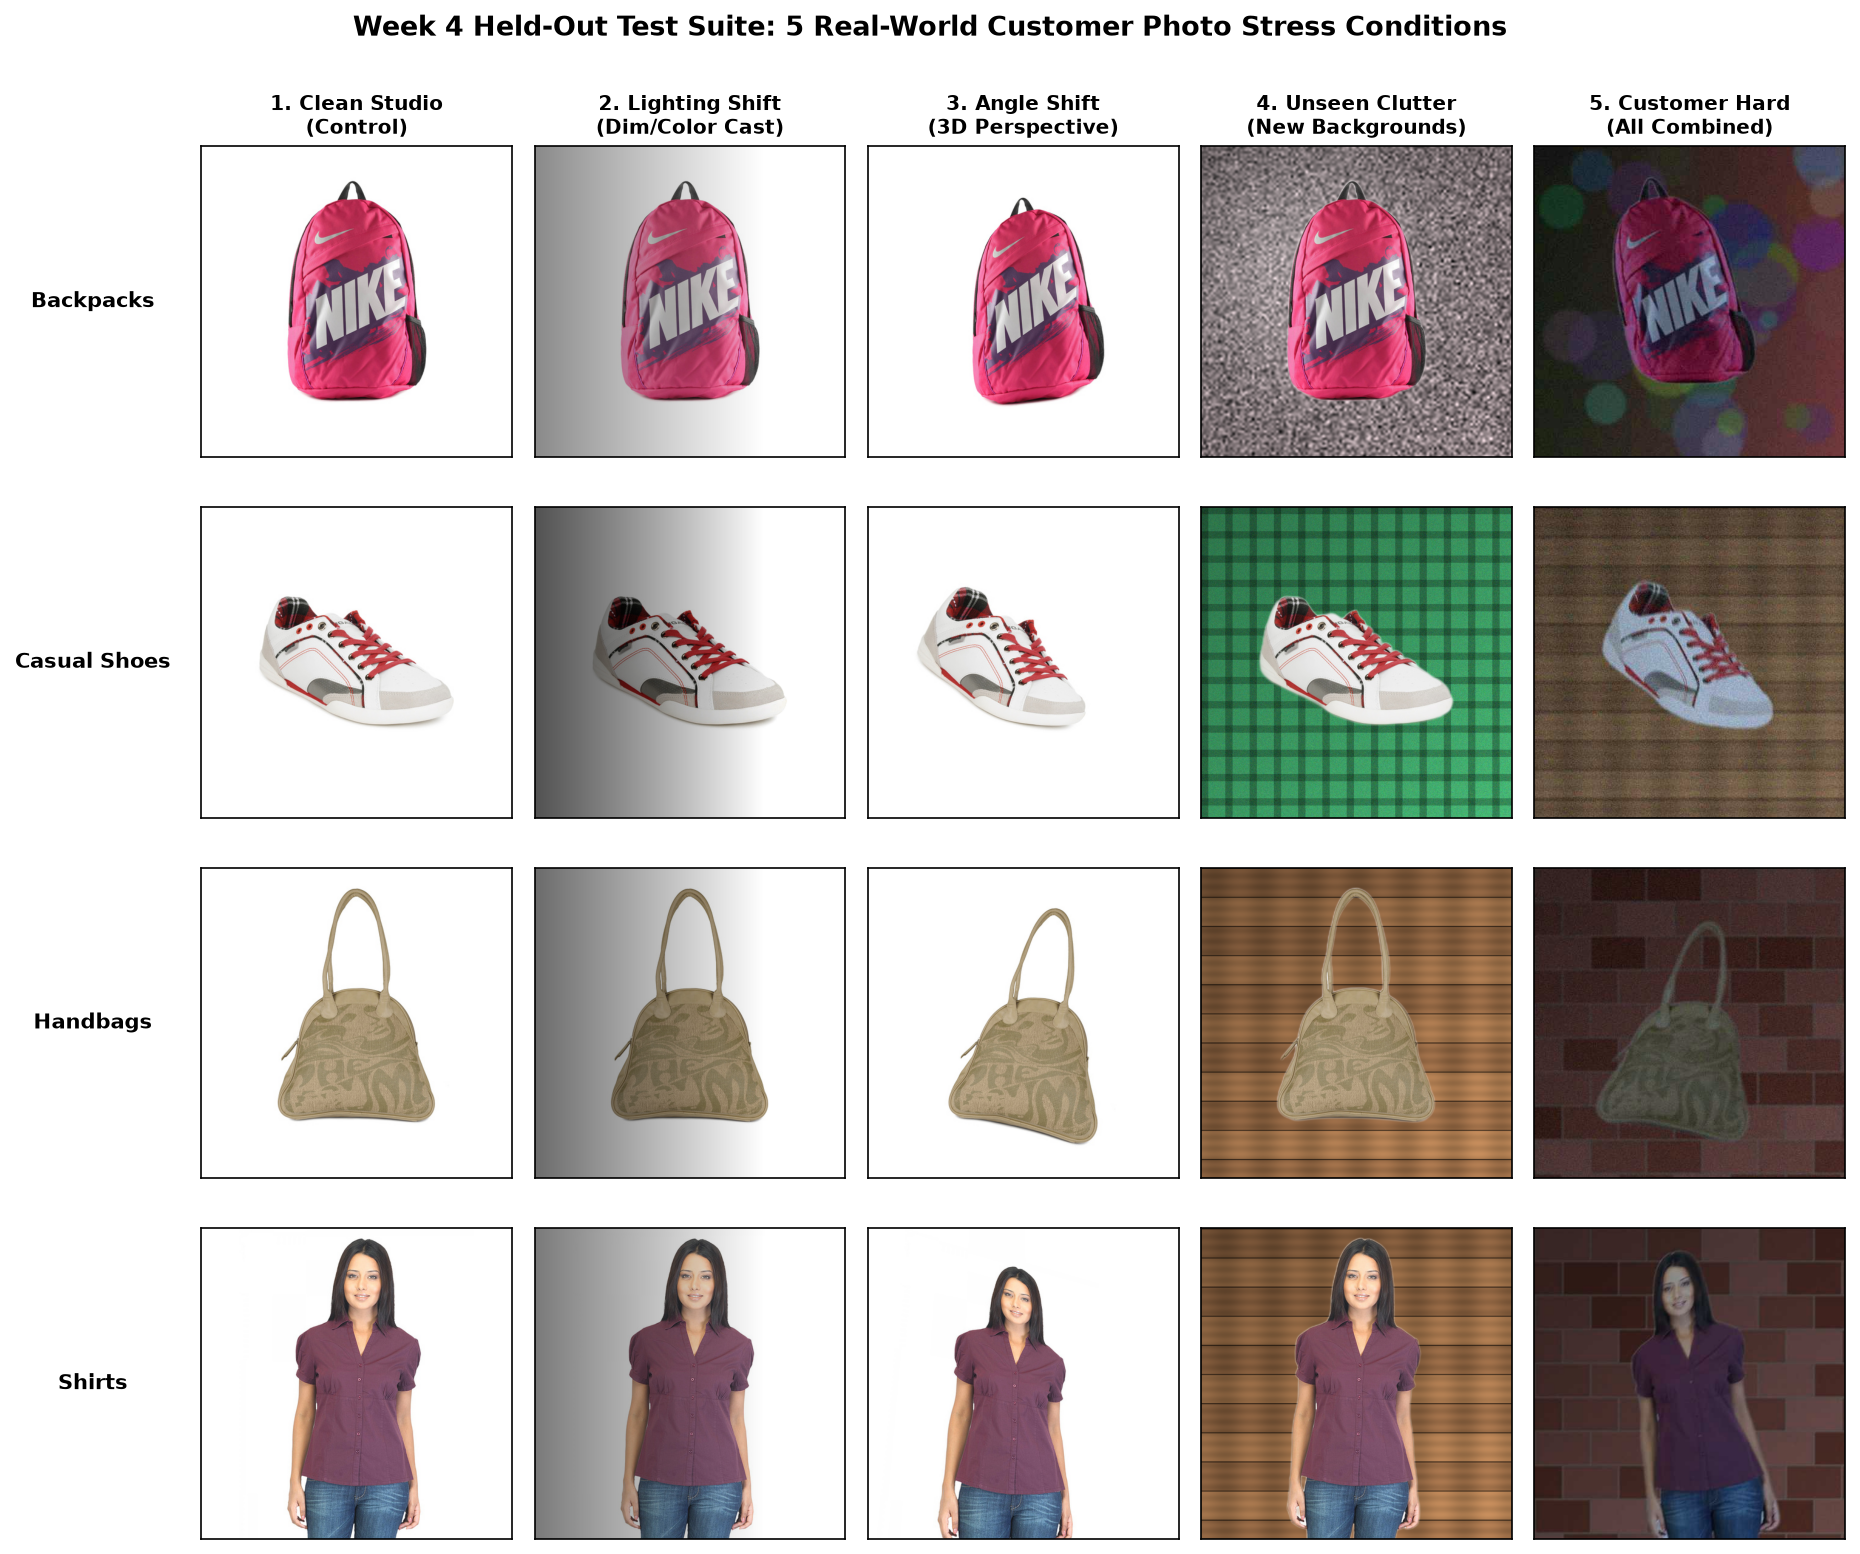 Week 4 Held-Out Test Suite: 5 Real-World Customer Photo Stress Conditions
1. Clean Studio
(Control)
2. Lighting Shift
(Dim/Color Cast)
3. Angle Shift
(3D Perspective)
4. Unseen Clutter
(New Backgrounds)
5. Customer Hard
(All Combined)
Backpacks
NIKE
NIKE
NIKE
NIKE
NIKE
Casual Shoes
Handbags
Shirts